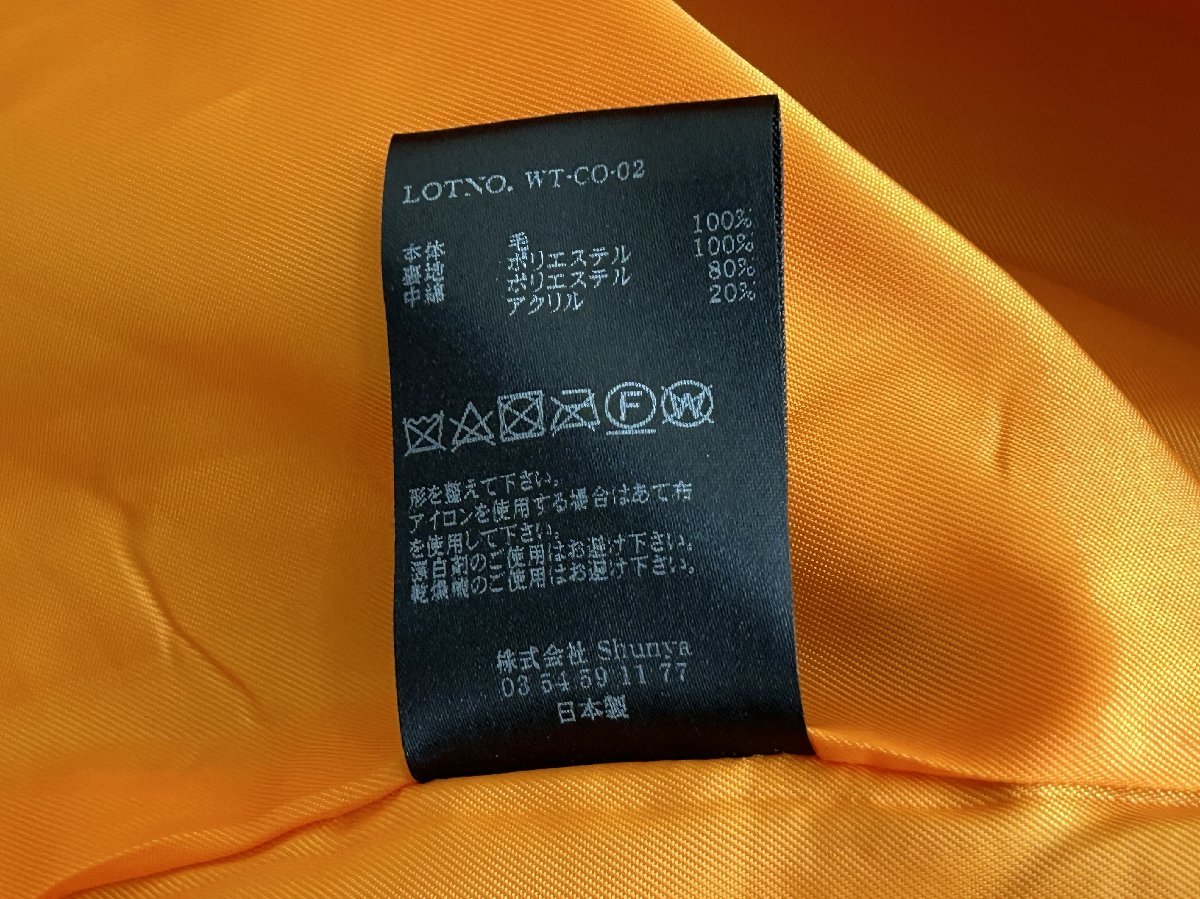 LOT.NO. WT-CO-02
本体 毛 100%
裏地 ポリエステル 100%
中綿 ポリエステル 80%
アクリル 20%
F W
形を整えて下さい。
アイロンを使用する場合はあて布
を使用して下さい。
漂白剤のご使用はお避け下さい。
乾燥機のご使用はお避け下さい。
株式会社 Shunya
03 54 59 11 77
日本製